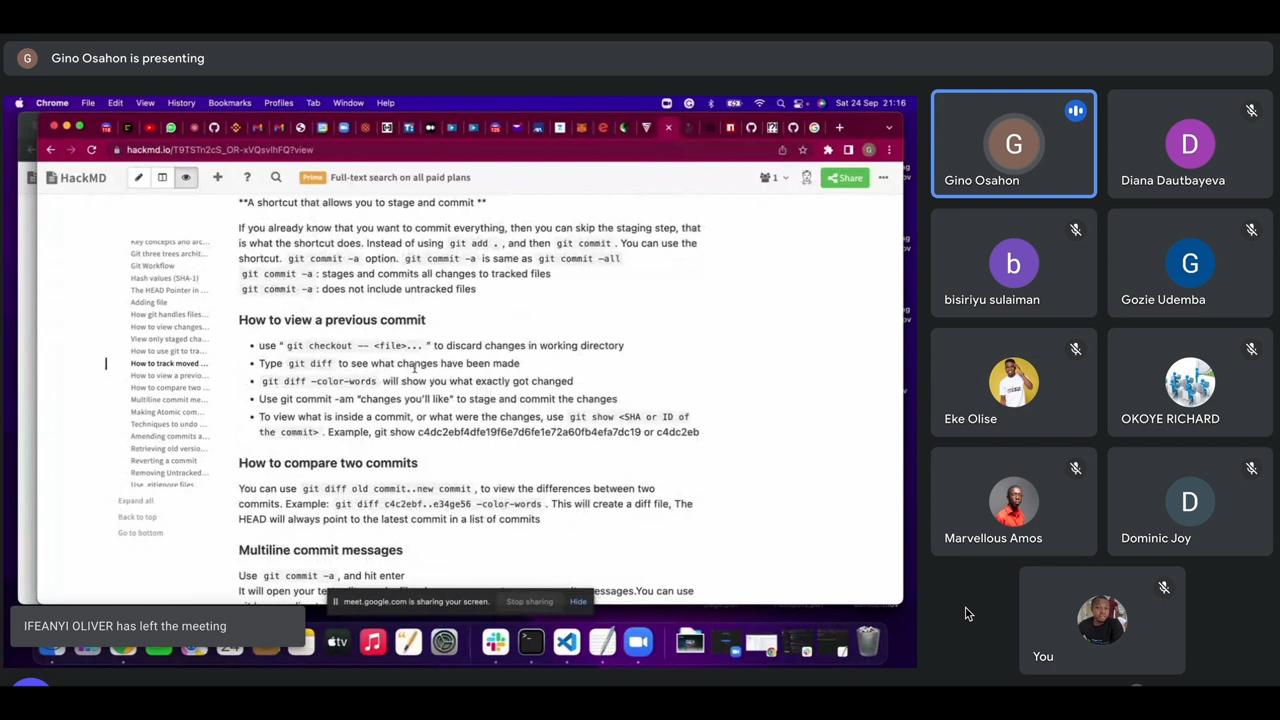 G
Gino Osahon is presenting
Chrome File Edit View History Bookmarks Profiles Tab Window Help
Sat 24 Sep 21:16
hackmd.io/T9TSTn2cS_OR-xVQsvlhFQ?view
G
HackMD
Prime Full-text search on all paid plans
1
Share
**A shortcut that allows you to stage and commit **
If you already know that you want to commit everything, then you can skip the staging step, that
is what the shortcut does. Instead of using git add . , and then git commit . You can use the
shortcut. git commit -a option. git commit -a is same as git commit —all
git commit -a : stages and commits all changes to tracked files
git commit -a : does not include untracked files
How to view a previous commit
use “ git checkout —— <file>... ” to discard changes in working directory
Type git diff to see what changes have been made
git diff —color-words will show you what exactly got changed
Use git commit -am “changes you'll like” to stage and commit the changes
To view what is inside a commit, or what were the changes, use git show <SHA or ID of
the commit> . Example, git show c4dc2ebf4dfe19f6e7d6fe1e72a60fb4efa7dc19 or c4dc2eb
How to compare two commits
You can use git diff old commit..new commit , to view the differences between two
commits. Example: git diff c4c2ebf..e34ge56 —color-words . This will create a diff file, The
HEAD will always point to the latest commit in a list of commits
Multiline commit messages
Use git commit -a , and hit enter
It will open your
messages.You can use
Key concepts and arc...
Git three trees archit...
Git Workflow
Hash values (SHA-1)
The HEAD Pointer in ...
Adding file
How git handles files...
How to view changes...
View only staged cha...
How to use git to tra...
How to track moved ...
How to view a previo...
How to compare two ...
Multiline commit me...
Making Atomic com...
Techniques to undo ...
Amending commits a...
Retrieving old versio...
Reverting a commit
Removing Untracked...
Use .gitignore files
Expand all
Back to top
Go to bottom
meet.google.com is sharing your screen. Stop sharing Hide
IFEANYI OLIVER has left the meeting
tv
G
Gino Osahon
D
Diana Dautbayeva
b
bisiriyu sulaiman
G
Gozie Udemba
Eke Olise
OKOYE RICHARD
Marvellous Amos
D
Dominic Joy
You